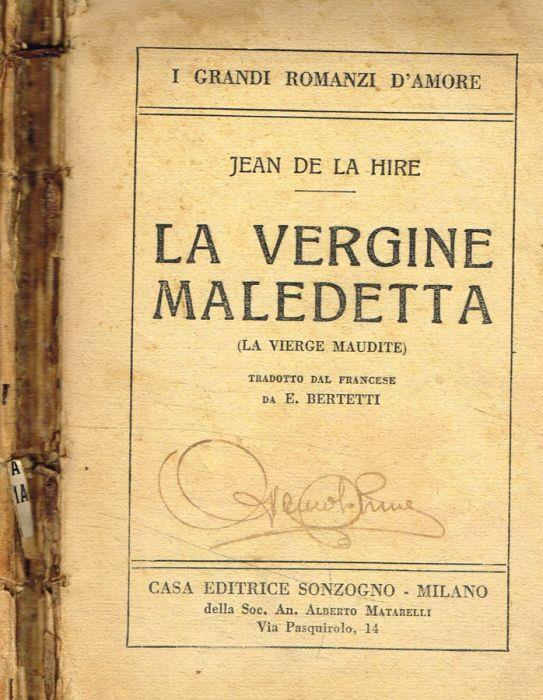 I GRANDI ROMANZI D'AMORE
JEAN DE LA HIRE
LA VERGINE
MALEDETTA
(LA VIERGE MAUDITE)
TRADOTTO DAL FRANCESE
DA E. BERTETTI
CASA EDITRICE SONZOGNO - MILANO
della Soc. An. ALBERTO MATARELLI
Via Pasquirolo, 14
A
IA